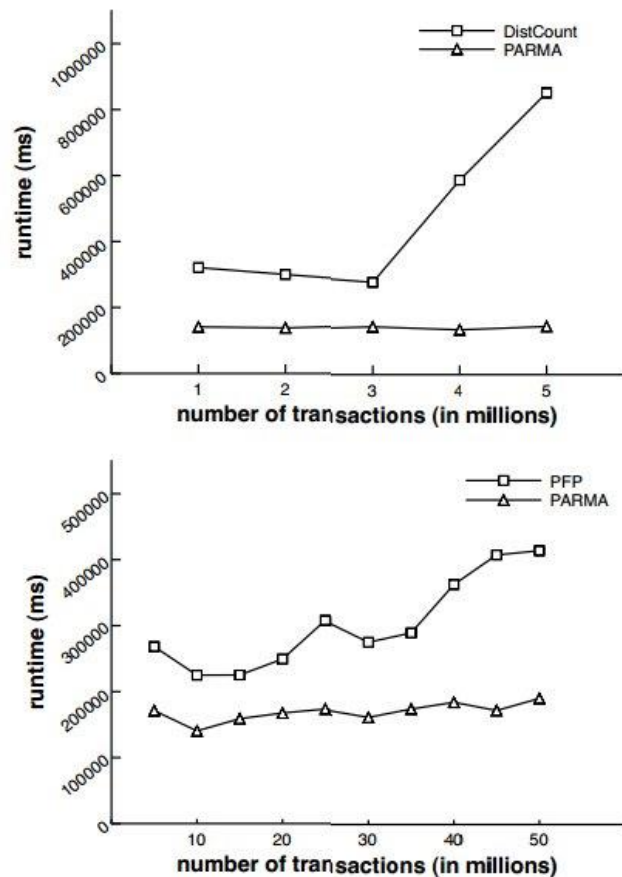 DistCount
PARMA
1000000
800000
600000
400000
200000
0
runtime (ms)
1 2 3 4 5
number of transactions (in millions)
PFP
PARMA
500000
400000
300000
200000
100000
0
runtime (ms)
10 20 30 40 50
number of transactions (in millions)